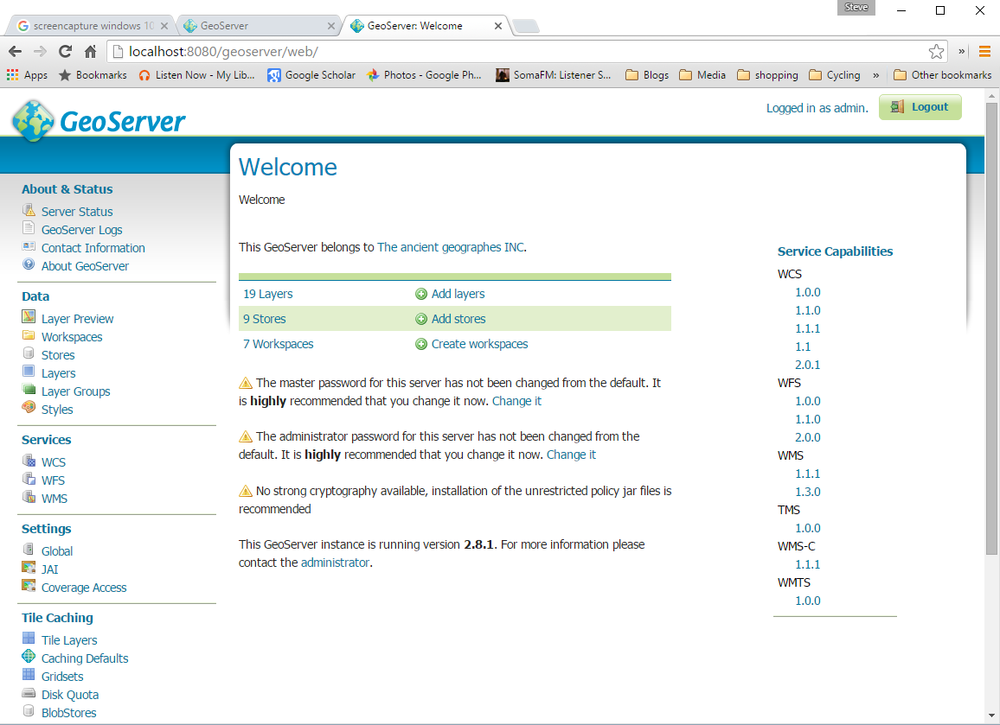 Steve
screencapture windows 10
GeoServer
GeoServer: Welcome
localhost:8080/geoserver/web/
»
Apps
Bookmarks
Listen Now - My Lib...
Google Scholar
Photos - Google Ph...
SomaFM: Listener S...
Blogs
Media
shopping
Cycling
»
Other bookmarks
GeoServer
Logged in as admin.
Logout
About & Status
Server Status
GeoServer Logs
Contact Information
About GeoServer
Data
Layer Preview
Workspaces
Stores
Layers
Layer Groups
Styles
Services
WCS
WFS
WMS
Settings
Global
JAI
Coverage Access
Tile Caching
Tile Layers
Caching Defaults
Gridsets
Disk Quota
BlobStores
Welcome
Welcome
This GeoServer belongs to The ancient geographes INC.
19 Layers
Add layers
9 Stores
Add stores
7 Workspaces
Create workspaces
The master password for this server has not been changed from the default. It
is highly recommended that you change it now. Change it
The administrator password for this server has not been changed from the
default. It is highly recommended that you change it now. Change it
No strong cryptography available, installation of the unrestricted policy jar files is
recommended
This GeoServer instance is running version 2.8.1. For more information please
contact the administrator.
Service Capabilities
WCS
1.0.0
1.1.0
1.1.1
1.1
2.0.1
WFS
1.0.0
1.1.0
2.0.0
WMS
1.1.1
1.3.0
TMS
1.0.0
WMS-C
1.1.1
WMTS
1.0.0